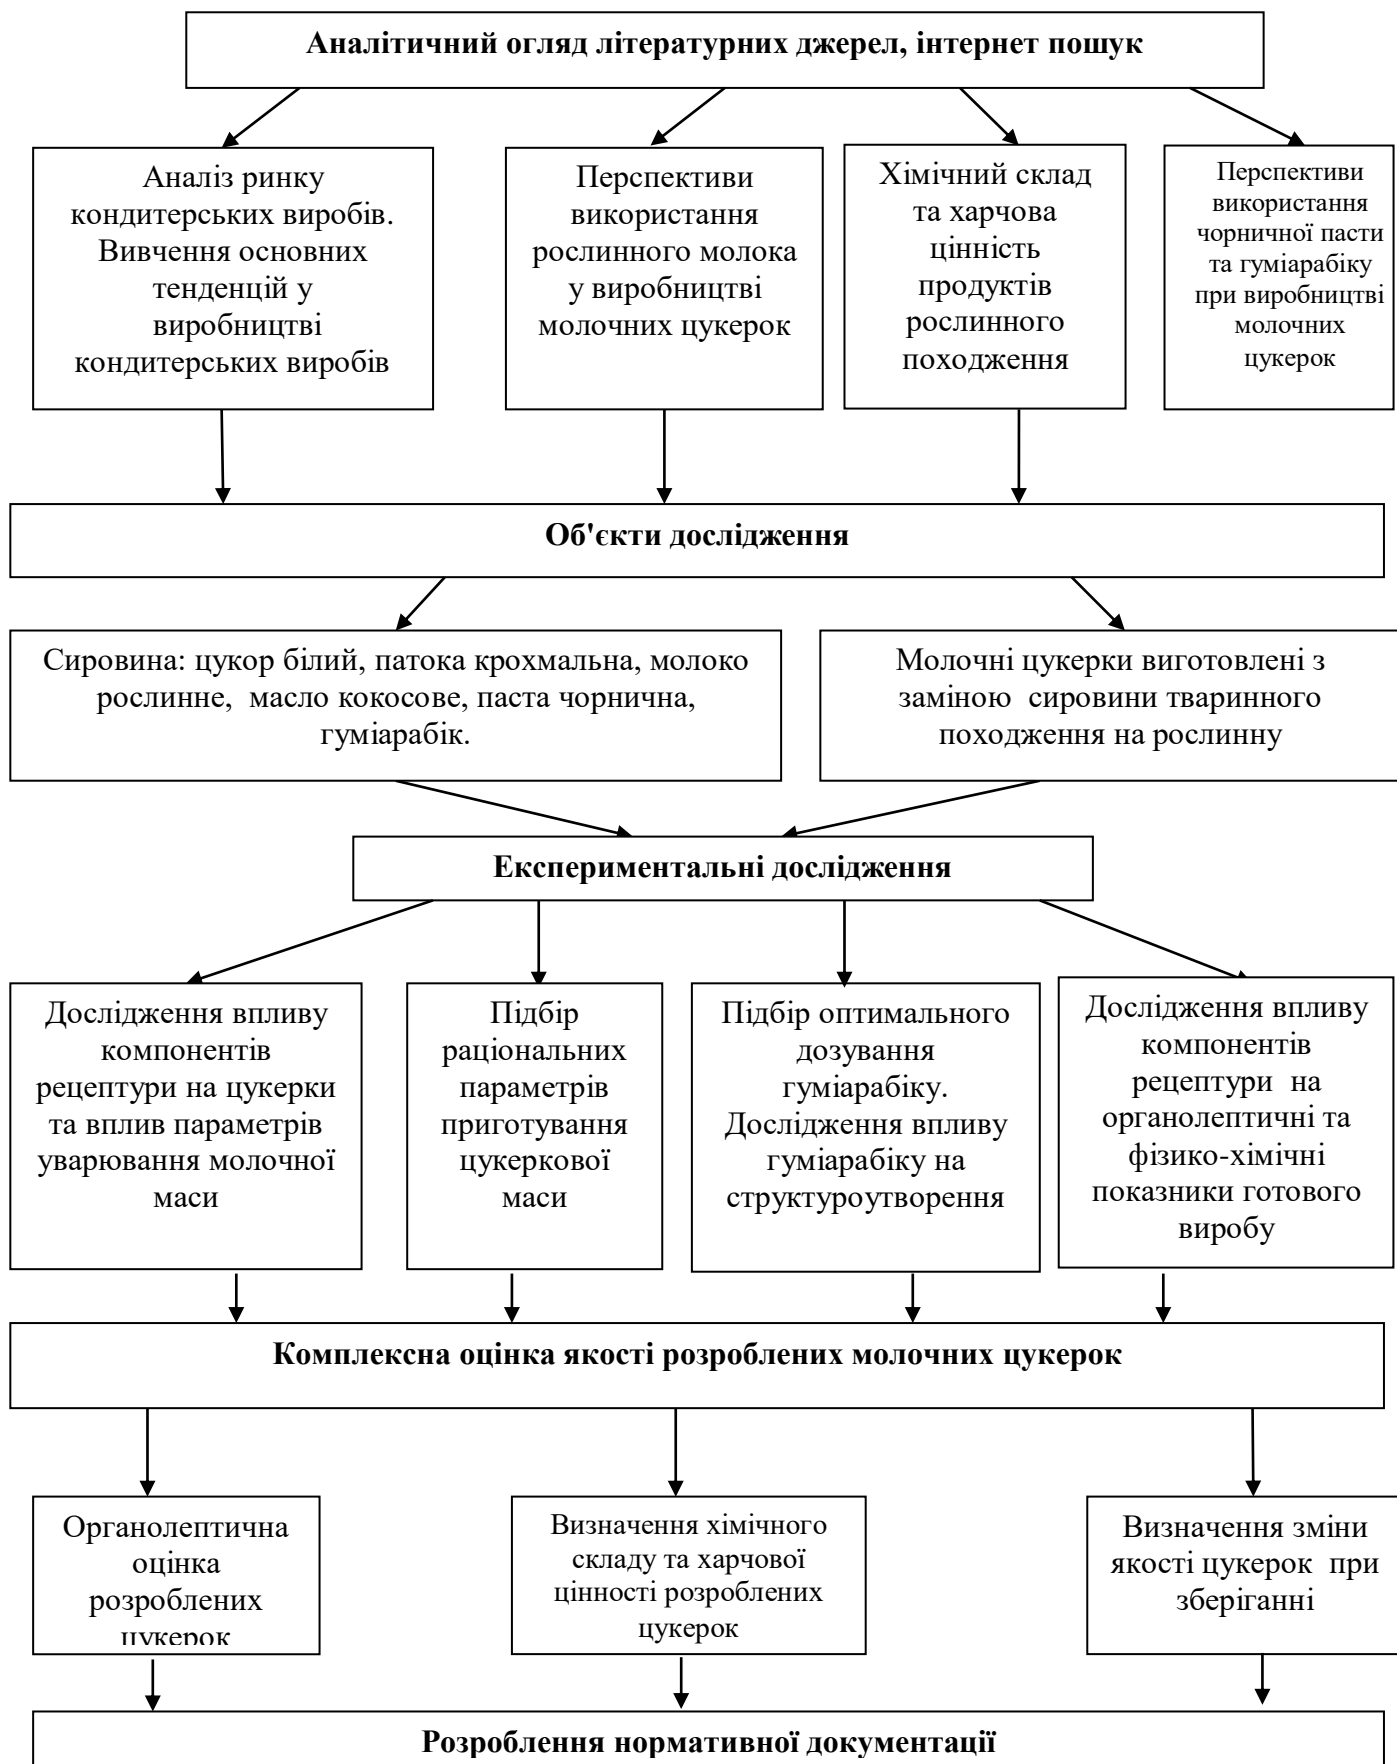 Аналітичний огляд літературних джерел, інтернет пошук
Аналіз ринку
кондитерських виробів.
Вивчення основних
тенденцій у
виробництві
кондитерських виробів
Перспективи
використання
рослинного молока
у виробництві
молочних цукерок
Хімічний склад
та харчова
цінність
продуктів
рослинного
походження
Перспективи
використання
чорничної пасти
та гуміарабіку
при виробництві
молочних
цукерок
Об'єкти дослідження
Сировина: цукор білий, патока крохмальна, молоко
рослинне, масло кокосове, паста чорнична,
гуміарабік.
Молочні цукерки виготовлені з
заміною сировини тваринного
походження на рослинну
Експериментальні дослідження
Дослідження впливу
компонентів
рецептури на цукерки
та вплив параметрів
уварювання молочної
маси
Підбір
раціональних
параметрів
приготування
цукеркової
маси
Підбір оптимального
дозування
гуміарабіку.
Дослідження впливу
гуміарабіку на
структуроутворення
Дослідження впливу
компонентів
рецептури на
органолептичні та
фізико-хімічні
показники готового
виробу
Комплексна оцінка якості розроблених молочних цукерок
Органолептична
оцінка
розроблених
цукерок
Визначення хімічного
складу та харчової
цінності розроблених
цукерок
Визначення зміни
якості цукерок при
зберіганні
Розроблення нормативної документації